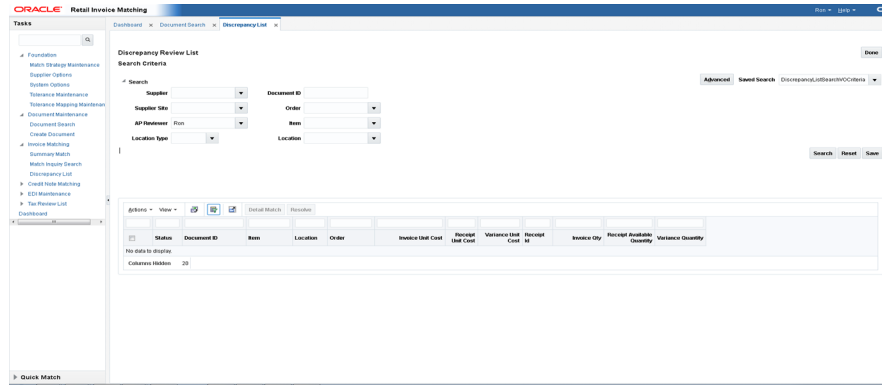 ORACLE Retail Invoice Matching
Ron Help
Tasks
Dashboard × Document Search × Discrepancy List ×
Foundation
Match Strategy Maintenance
Supplier Options
System Options
Tolerance Maintenance
Tolerance Mapping Maintenan
Document Maintenance
Document Search
Create Document
Invoice Matching
Summary Match
Match Inquiry Search
Discrepancy List
Credit Note Matching
EDI Maintenance
Tax Review List
Dashboard
Quick Match
Discrepancy Review List
Done
Search Criteria
Search
Advanced Saved Search DiscrepancyListSearchVOCriteria
Supplier Document ID
Supplier Site Order
AP Reviewer Ron Item
Location Type Location
Search Reset Save
Actions View Detail Match Resolve
Status Document ID Item Location Order Invoice Unit Cost Receipt Unit Cost Variance Unit Cost Receipt Id Invoice Qty Receipt Available Quantity Variance Quantity
No data to display.
Columns Hidden 20